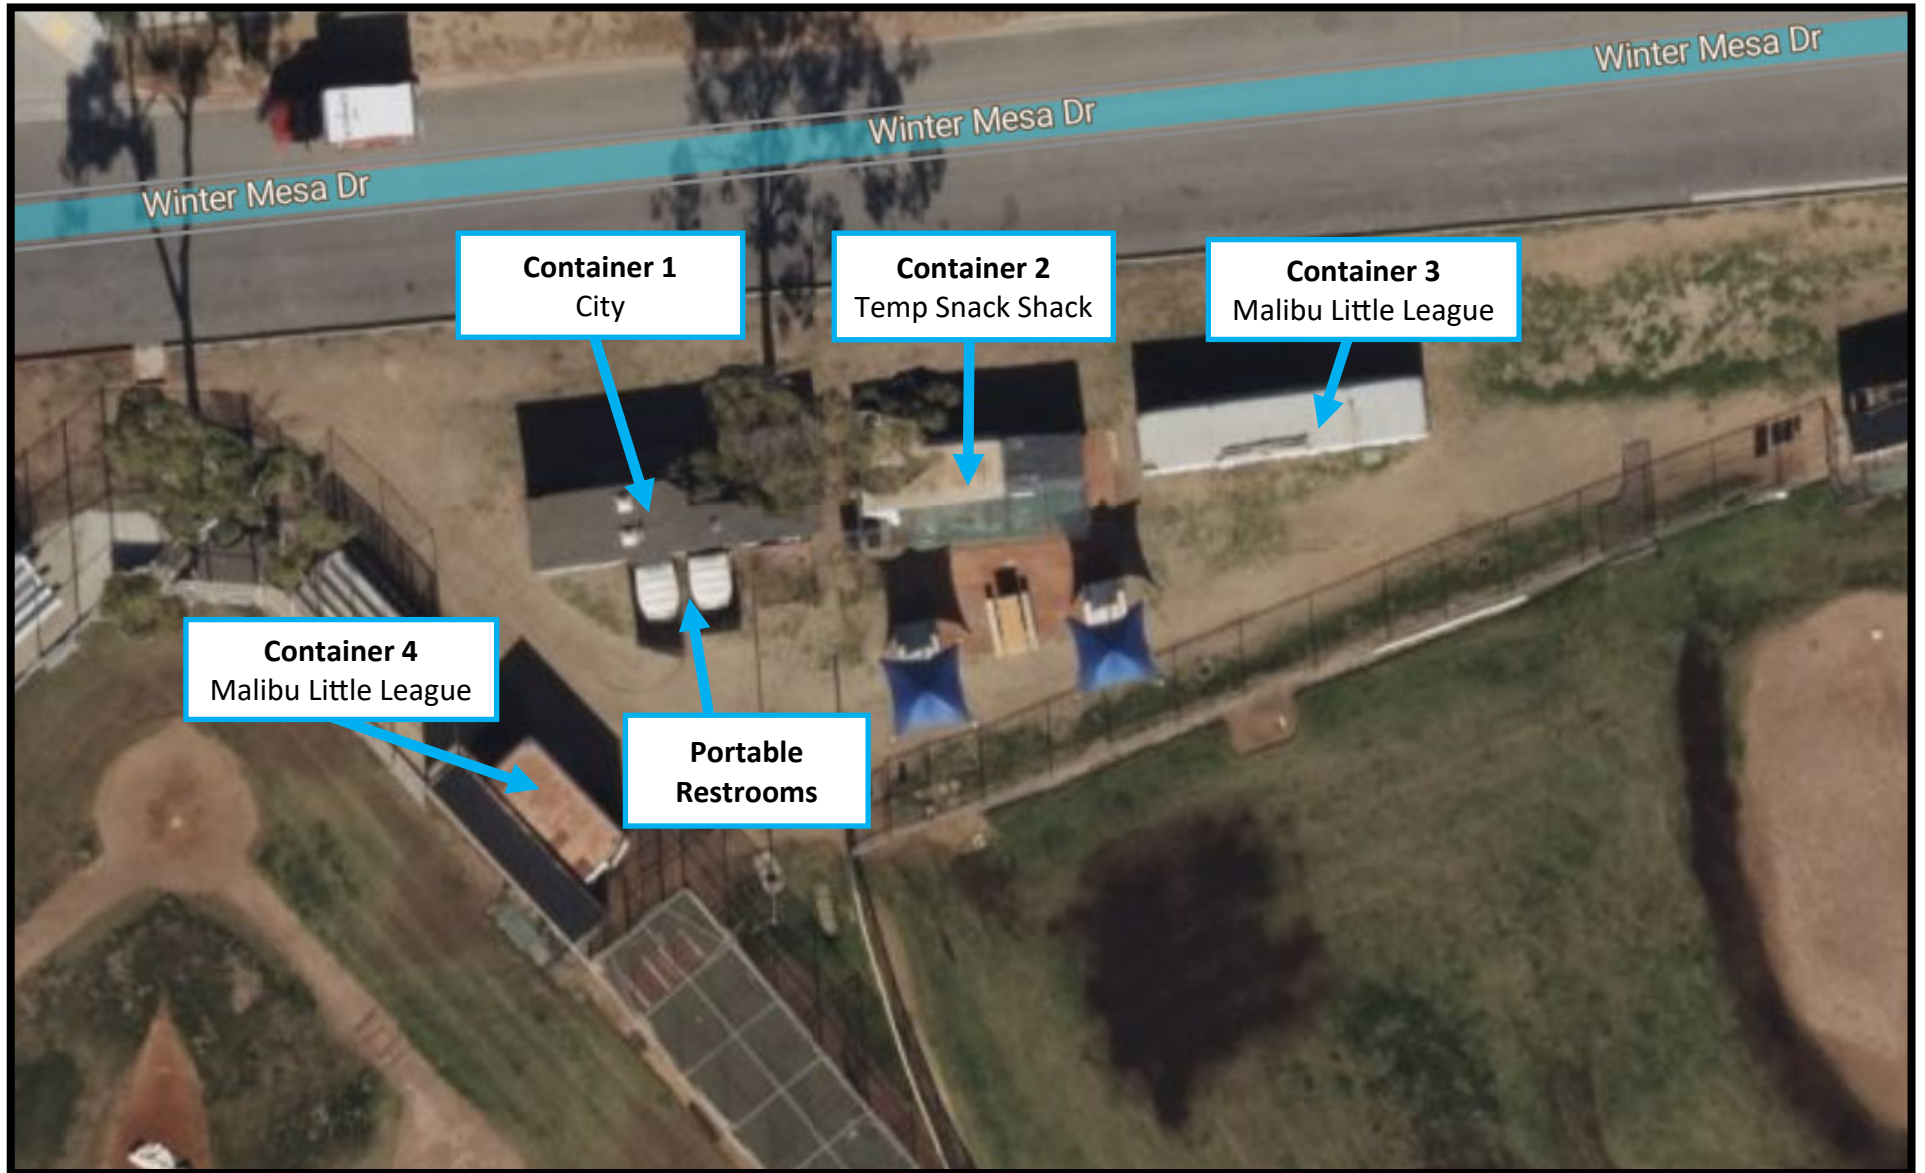 Winter Mesa Dr
Winter Mesa Dr
Winter Mesa Dr
Container 1
City
Container 2
Temp Snack Shack
Container 3
Malibu Little League
Container 4
Malibu Little League
Portable
Restrooms